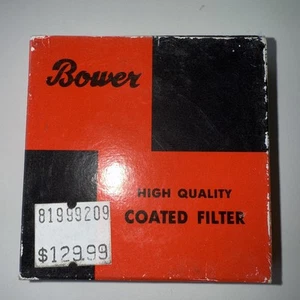 Bower
HIGH QUALITY
COATED FILTER
81999209
$129.99